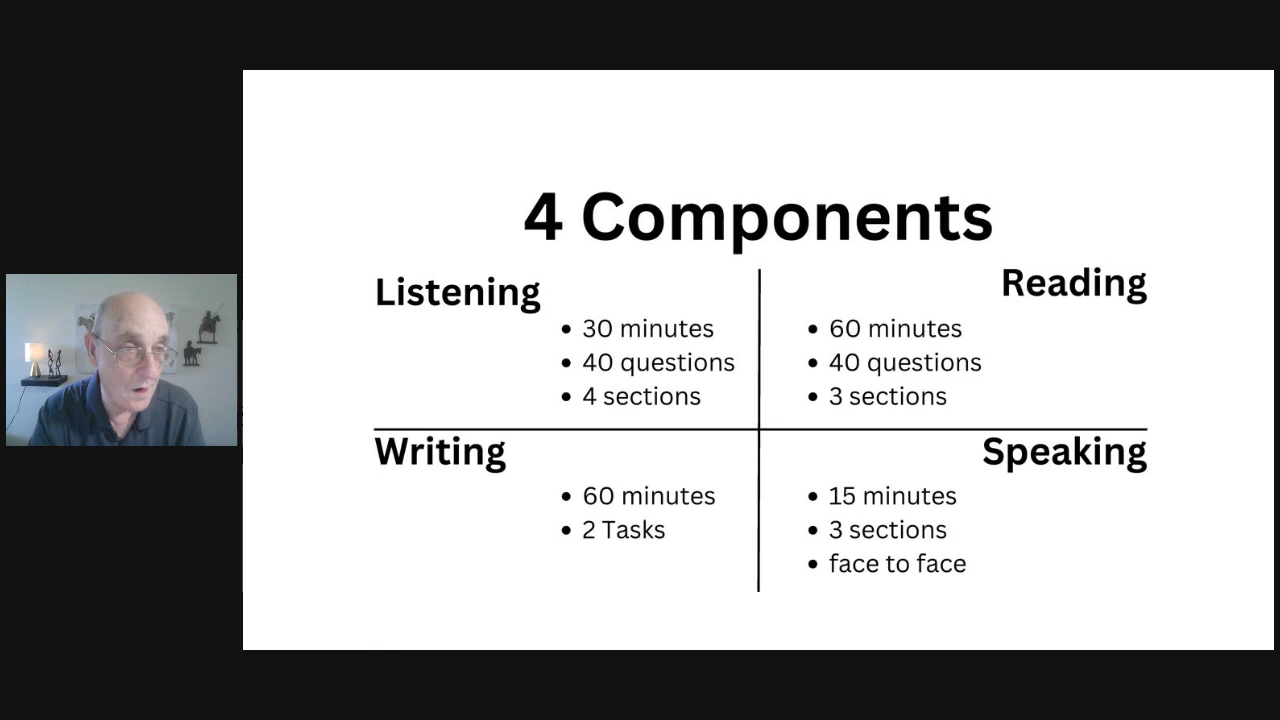 4 Components
Listening
• 30 minutes
• 40 questions
• 4 sections
Reading
• 60 minutes
• 40 questions
• 3 sections
Writing
• 60 minutes
• 2 Tasks
Speaking
• 15 minutes
• 3 sections
• face to face